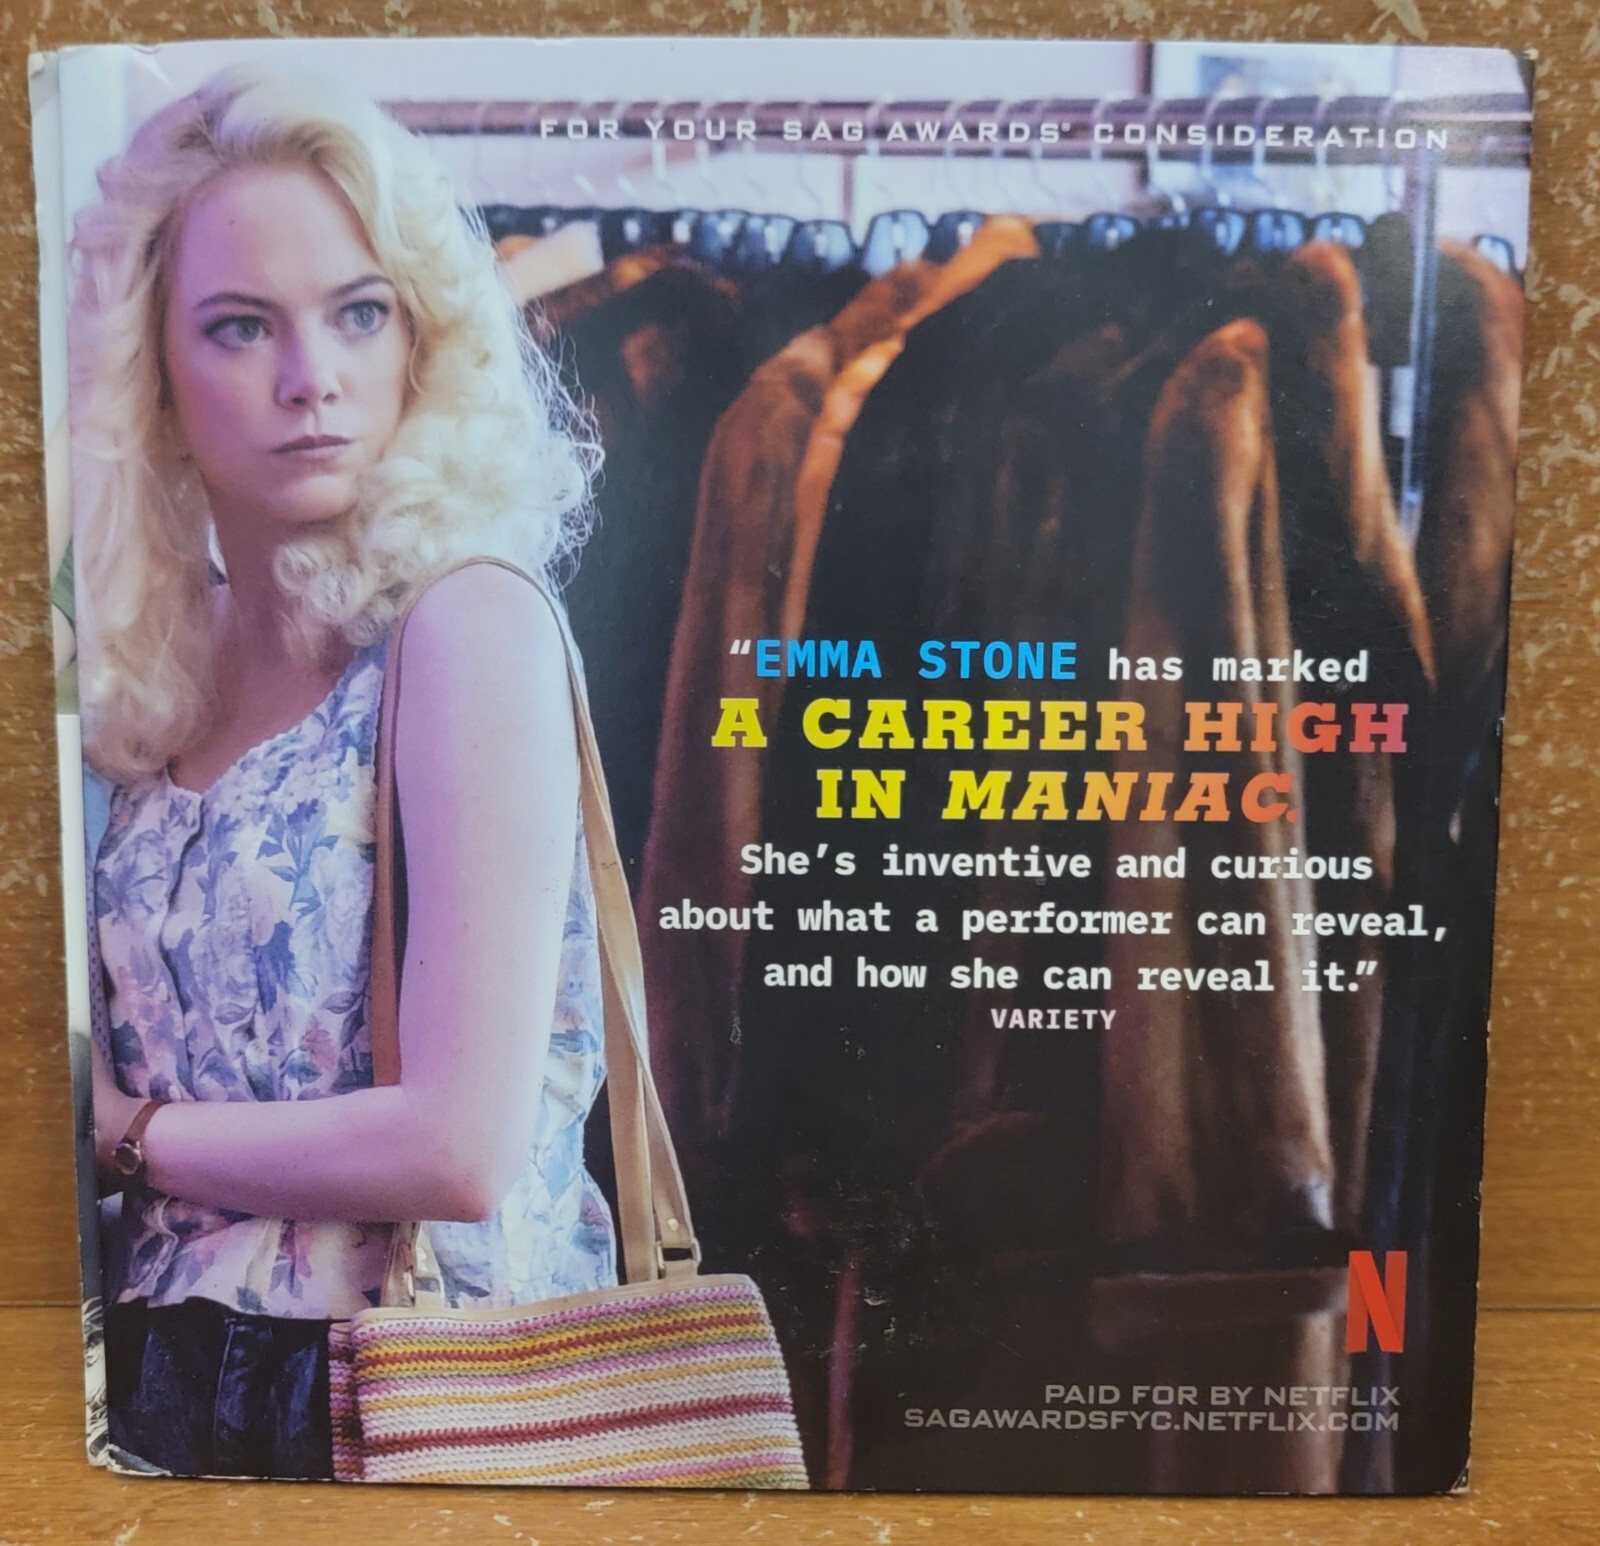 FOR YOUR SAG AWARDS® CONSIDERATION
“EMMA STONE has marked
A CAREER HIGH
IN MANIAC.
She’s inventive and curious
about what a performer can reveal,
and how she can reveal it.”
VARIETY
N
PAID FOR BY NETFLIX
SAGAWARDSFYC.NETFLIX.COM